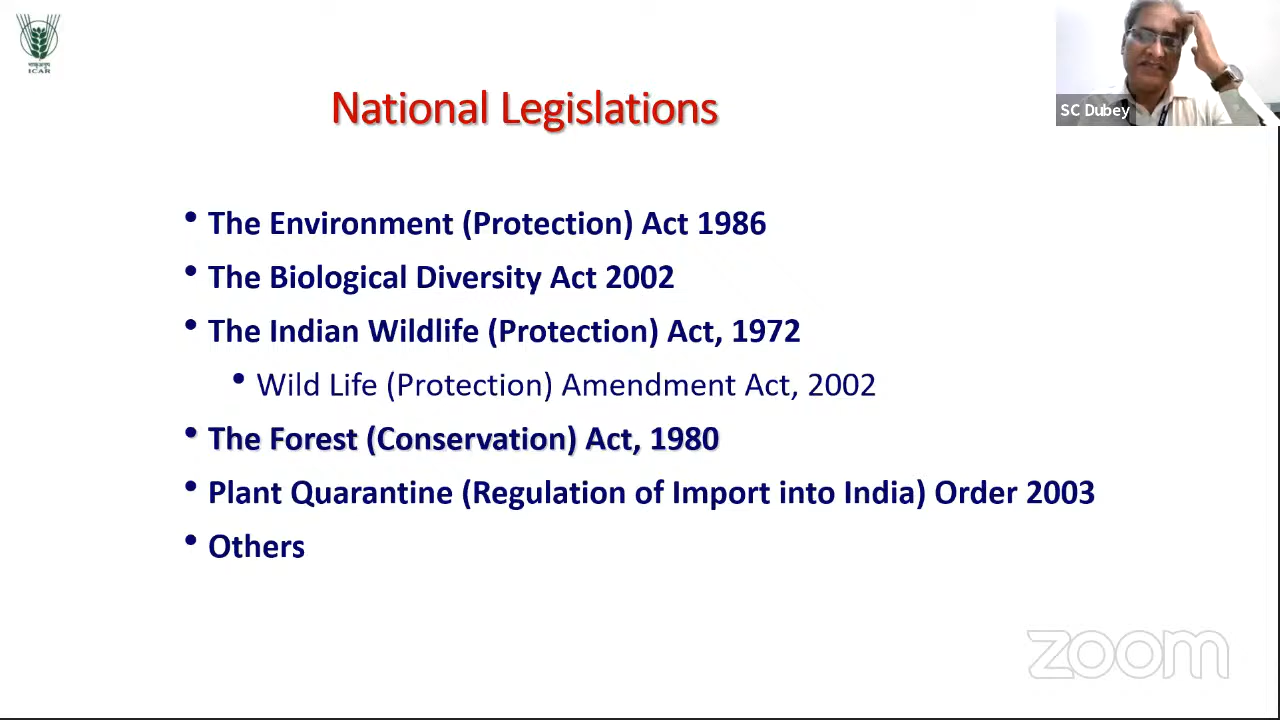 ICAR
National Legislations
SC Dubey
• The Environment (Protection) Act 1986
• The Biological Diversity Act 2002
• The Indian Wildlife (Protection) Act, 1972
• Wild Life (Protection) Amendment Act, 2002
• The Forest (Conservation) Act, 1980
• Plant Quarantine (Regulation of Import into India) Order 2003
• Others
zoom